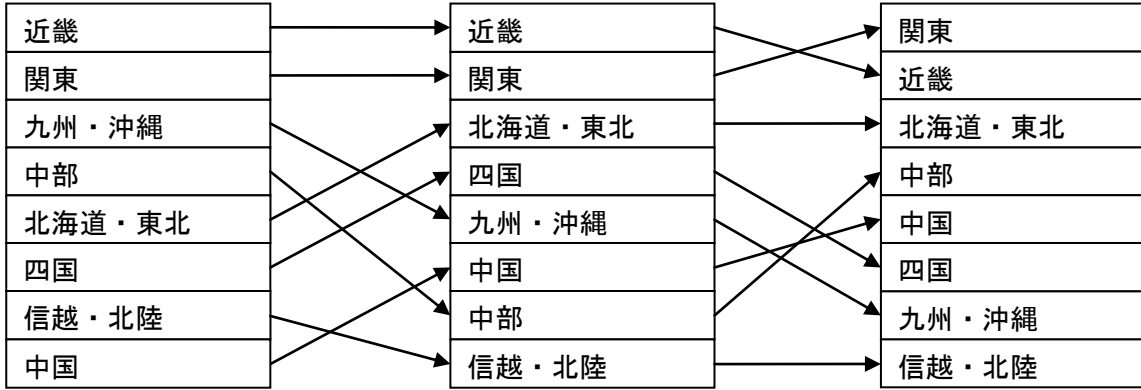 近畿
関東
九州・沖縄
中部
北海道・東北
四国
信越・北陸
中国
近畿
関東
北海道・東北
四国
九州・沖縄
中国
中部
信越・北陸
関東
近畿
北海道・東北
中部
中国
四国
九州・沖縄
信越・北陸